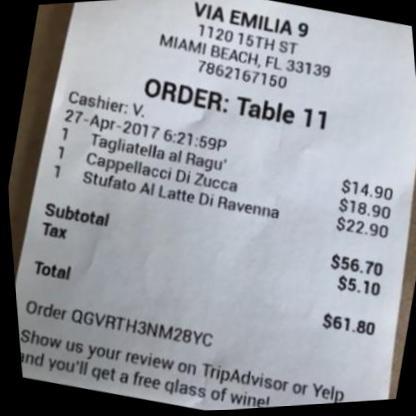 VIA EMILIA 9
1120 15TH ST
MIAMI BEACH, FL 33139
7862167150
ORDER: Table 11
Cashier: V.
27-Apr-2017 6:21:59P
1 Tagliatella al Ragu' $14.90
1 Cappellacci Di Zucca $18.90
1 Stufato Al Latte Di Ravenna $22.90
Subtotal $56.70
Tax $5.10
Total $61.80
Order QGVRTH3NM28YC
Show us your review on TripAdvisor or Yelp
and you'll get a free glass of wine!